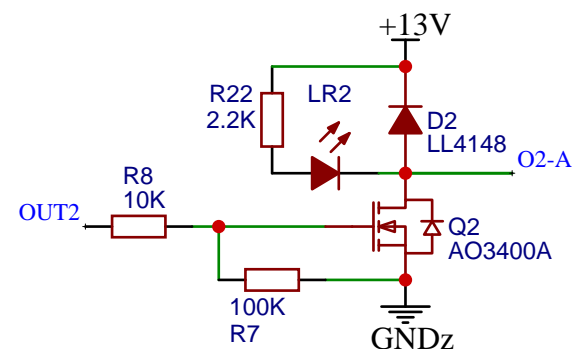 +13V
R22
2.2K
LR2
D2
LL4148
O2-A
R8
10K
OUT2
Q2
AO3400A
100K
R7
GNDz